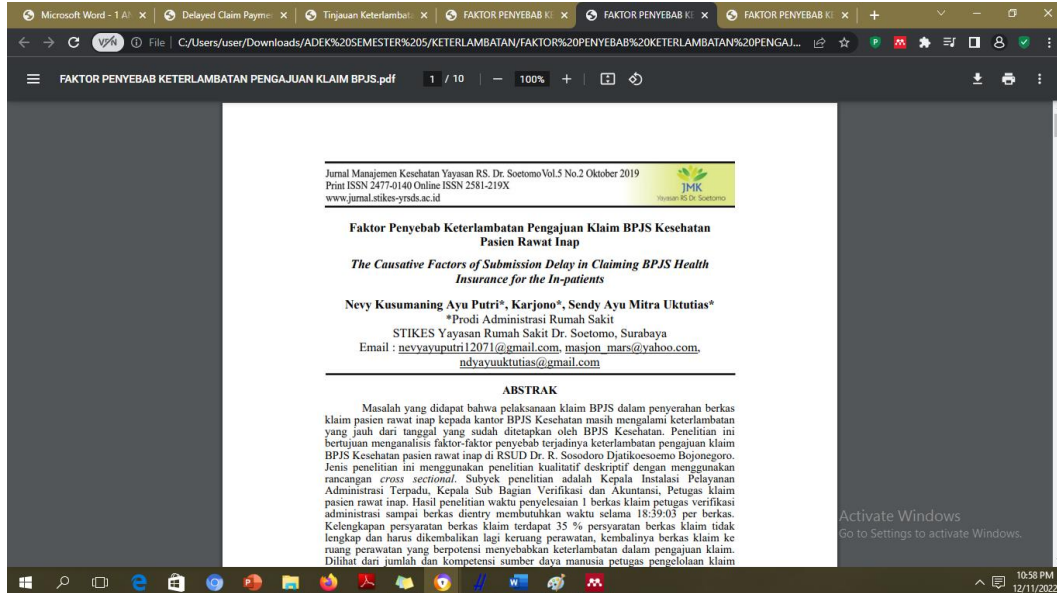 Microsoft Word - 1 A
Delayed Claim Payme
Tinjauan Keterlambat
FAKTOR PENYEBAB KE
FAKTOR PENYEBAB KE
FAKTOR PENYEBAB KE
VPN File | C:/Users/user/Downloads/ADEK%20SEMESTER%205/KETERLAMBATAN/FAKTOR%20PENYEBAB%20KETERLAMBATAN%20PENGAJ...
FAKTOR PENYEBAB KETERLAMBATAN PENGAJUAN KLAIM BPJS.pdf 1 / 10 | − 100% +
Jurnal Manajemen Kesehatan Yayasan RS. Dr. Soetomo Vol.5 No.2 Oktober 2019
Print ISSN 2477-0140 Online ISSN 2581-219X
www.jurnal.stikes-yrsds.ac.id
JMK
Yayasan RS Dr. Soetomo
Faktor Penyebab Keterlambatan Pengajuan Klaim BPJS Kesehatan
Pasien Rawat Inap
The Causative Factors of Submission Delay in Claiming BPJS Health
Insurance for the In-patients
Nevy Kusumaning Ayu Putri*, Karjono*, Sendy Ayu Mitra Uktutias*
*Prodi Administrasi Rumah Sakit
STIKES Yayasan Rumah Sakit Dr. Soetomo, Surabaya
Email : nevyayuputri12071@gmail.com, masjon_mars@yahoo.com,
ndyayuuktutias@gmail.com
ABSTRAK
Masalah yang didapat bahwa pelaksanaan klaim BPJS dalam penyerahan berkas
klaim pasien rawat inap kepada kantor BPJS Kesehatan masih mengalami keterlambatan
yang jauh dari tanggal yang sudah ditetapkan oleh BPJS Kesehatan. Penelitian ini
bertujuan menganalisis faktor-faktor penyebab terjadinya keterlambatan pengajuan klaim
BPJS Kesehatan pasien rawat inap di RSUD Dr. R. Sosodoro Djatikoesoemo Bojonegoro.
Jenis penelitian ini menggunakan penelitian kualitatif deskriptif dengan menggunakan
rancangan cross sectional. Subyek penelitian adalah Kepala Instalasi Pelayanan
Administrasi Terpadu, Kepala Sub Bagian Verifikasi dan Akuntansi, Petugas klaim
pasien rawat inap. Hasil penelitian waktu penyelesaian 1 berkas klaim petugas verifikasi
administrasi sampai berkas dientry membutuhkan waktu selama 18:39:03 per berkas.
Kelengkapan persyaratan berkas klaim terdapat 35 % persyaratan berkas klaim tidak
lengkap dan harus dikembalikan lagi keruang perawatan, kembalinya berkas klaim ke
ruang perawatan yang berpotensi menyebabkan keterlambatan dalam pengajuan klaim.
Dilihat dari jumlah dan kompetensi sumber daya manusia petugas pengelolaan klaim
Activate Windows
Go to Settings to activate Windows.
10:58 PM
12/11/2022